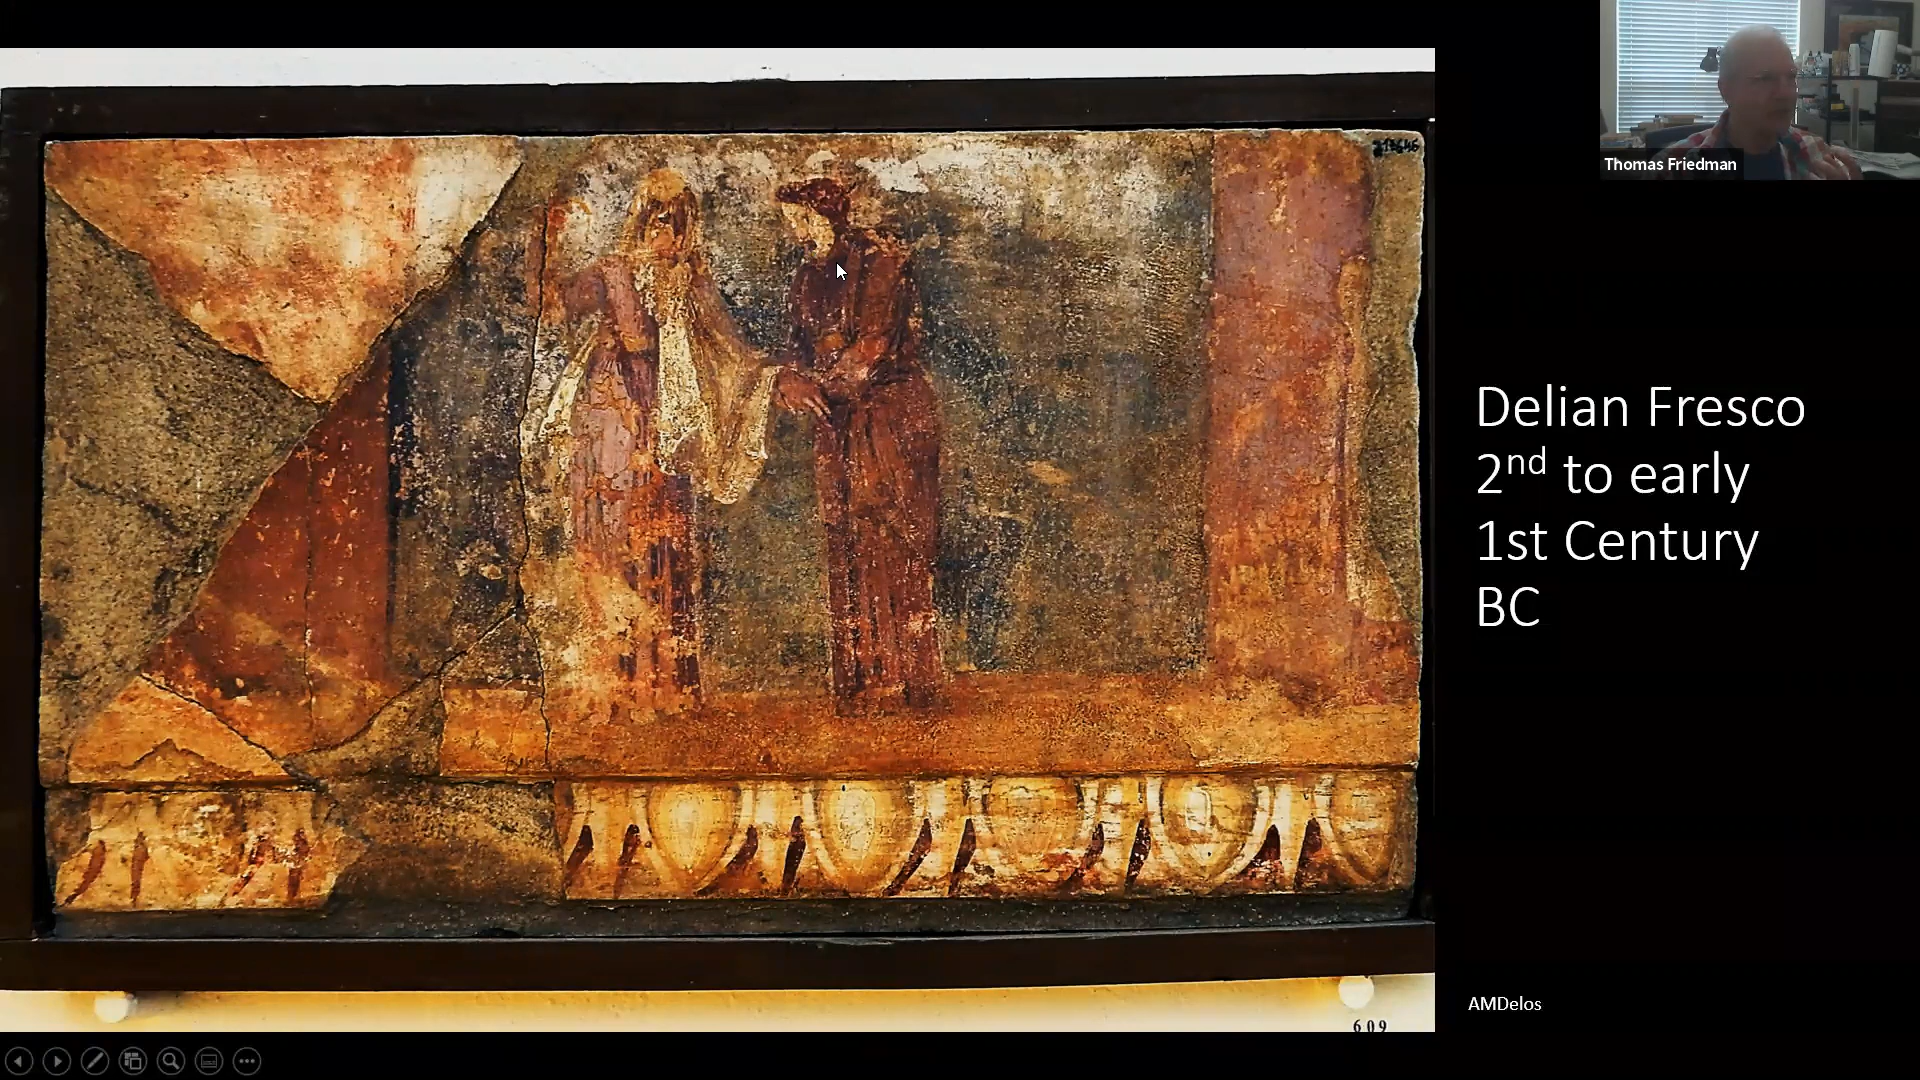 Thomas Friedman
Delian Fresco
2nd to early
1st Century
BC
AMDelos
609